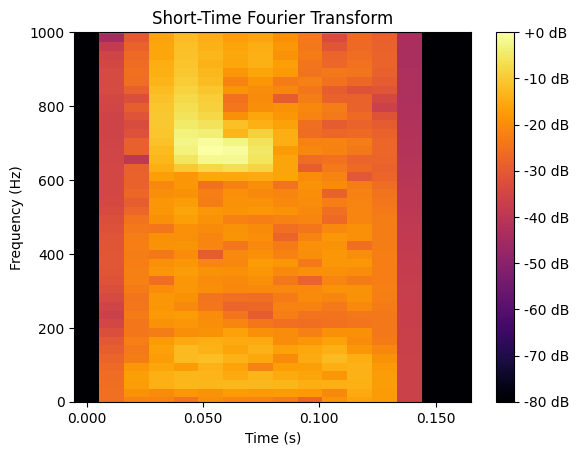 Short-Time Fourier Transform
1000
800
600
400
200
0
Frequency (Hz)
0.000
0.050
0.100
0.150
Time (s)
+0 dB
-10 dB
-20 dB
-30 dB
-40 dB
-50 dB
-60 dB
-70 dB
-80 dB